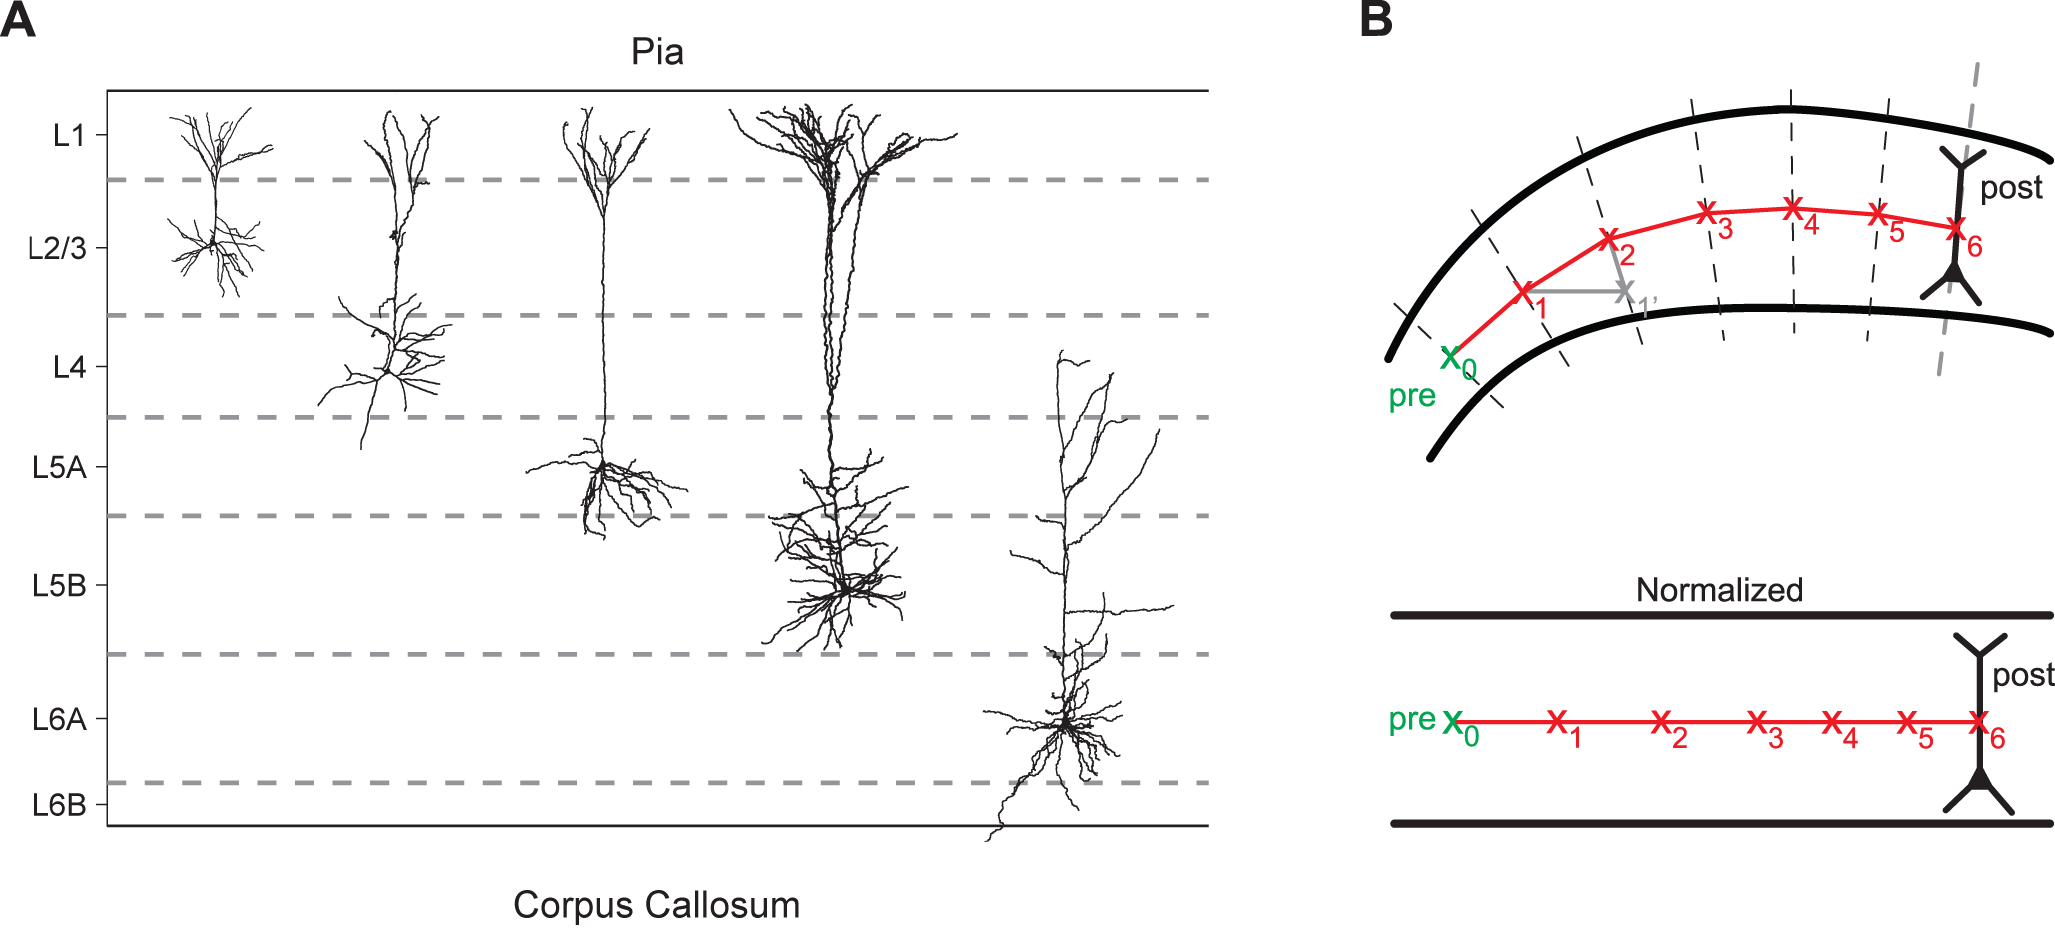 A
Pia
L1
L2/3
L4
L5A
L5B
L6A
L6B
Corpus Callosum
B
post
pre
x0
x1
x1'
x2
x3
x4
x5
x6
Normalized
post
pre x0 x1 x2 x3 x4 x5 x6